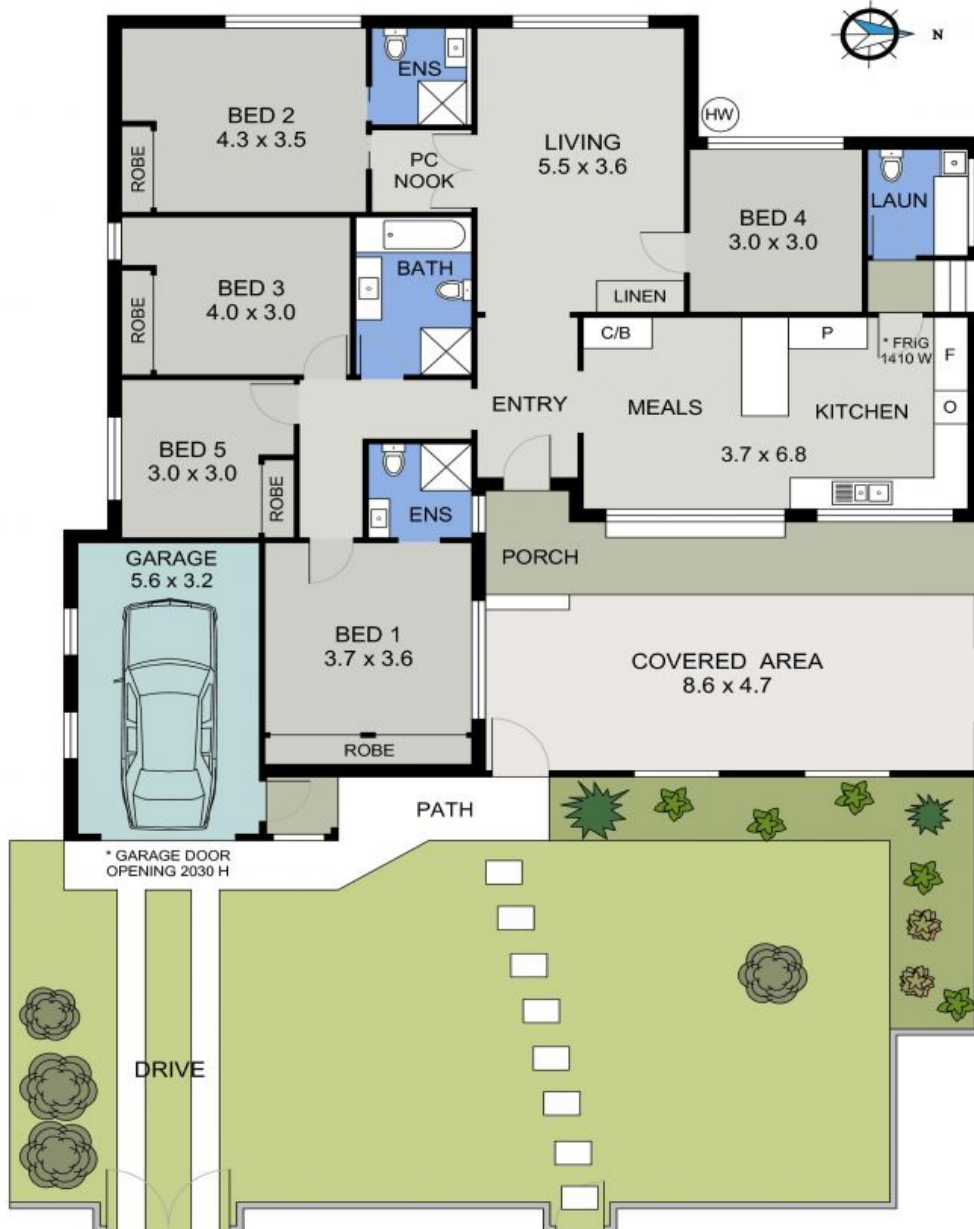 N
ENS
BED 2
4.3 x 3.5
ROBE
PC
NOOK
LIVING
5.5 x 3.6
HW
BED 4
3.0 x 3.0
LAUN
BED 3
4.0 x 3.0
ROBE
BATH
LINEN
C/B
P
* FRiG
1410 W
F
O
ENTRY
MEALS
KITCHEN
3.7 x 6.8
BED 5
3.0 x 3.0
ROBE
ENS
GARAGE
5.6 x 3.2
PORCH
BED 1
3.7 x 3.6
ROBE
COVERED AREA
8.6 x 4.7
PATH
* GARAGE DOOR
OPENING 2030 H
DRIVE